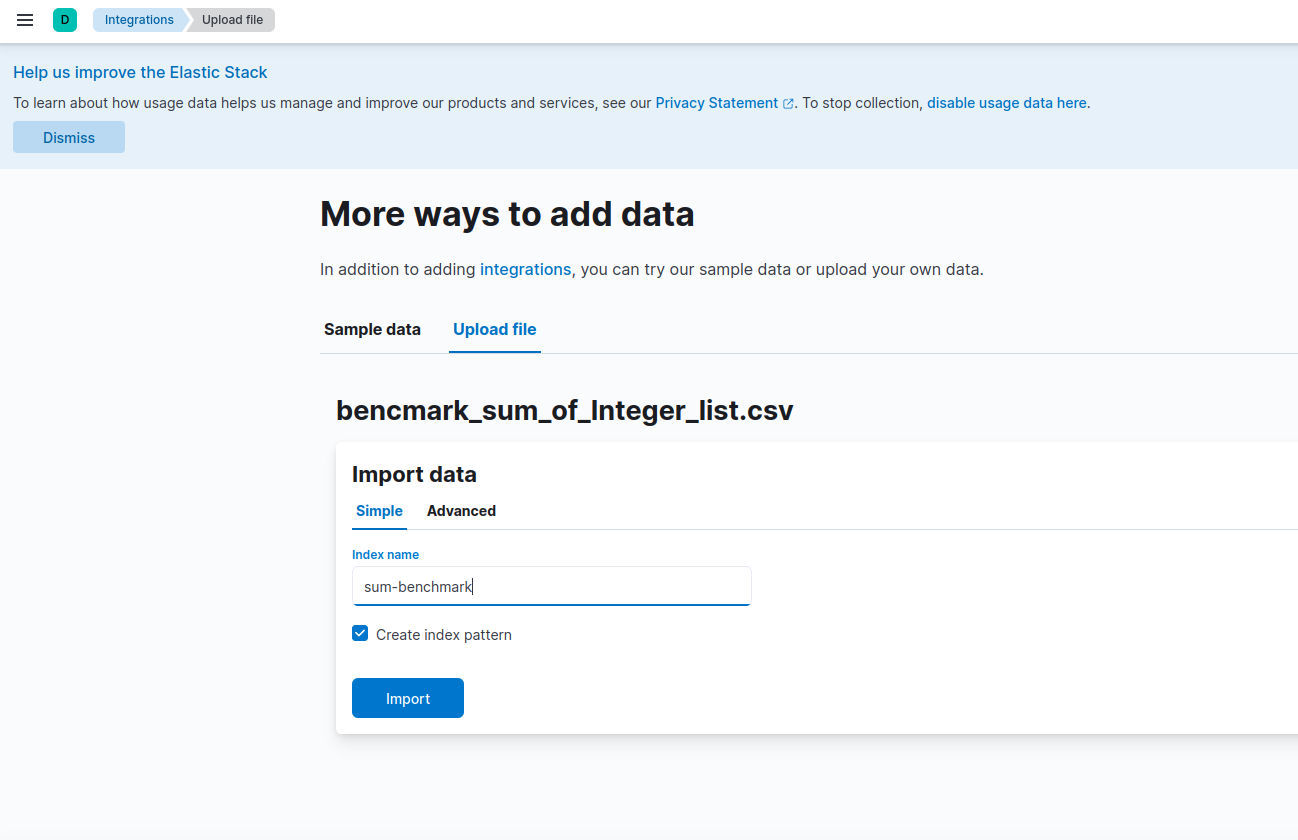 D Integrations Upload file
Help us improve the Elastic Stack
To learn about how usage data helps us manage and improve our products and services, see our Privacy Statement. To stop collection, disable usage data here.
Dismiss
More ways to add data
In addition to adding integrations, you can try our sample data or upload your own data.
Sample data Upload file
bencmark_sum_of_Integer_list.csv
Import data
Simple Advanced
Index name
sum-benchmark
Create index pattern
Import